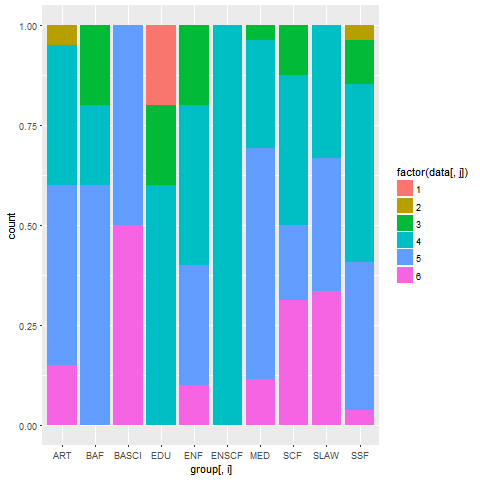 1.00
0.75
0.50
0.25
0.00
count
ART BAF BASCI EDU ENF ENSCF MED SCF SLAW SSF
group[, i]
factor(data[, j])
1
2
3
4
5
6